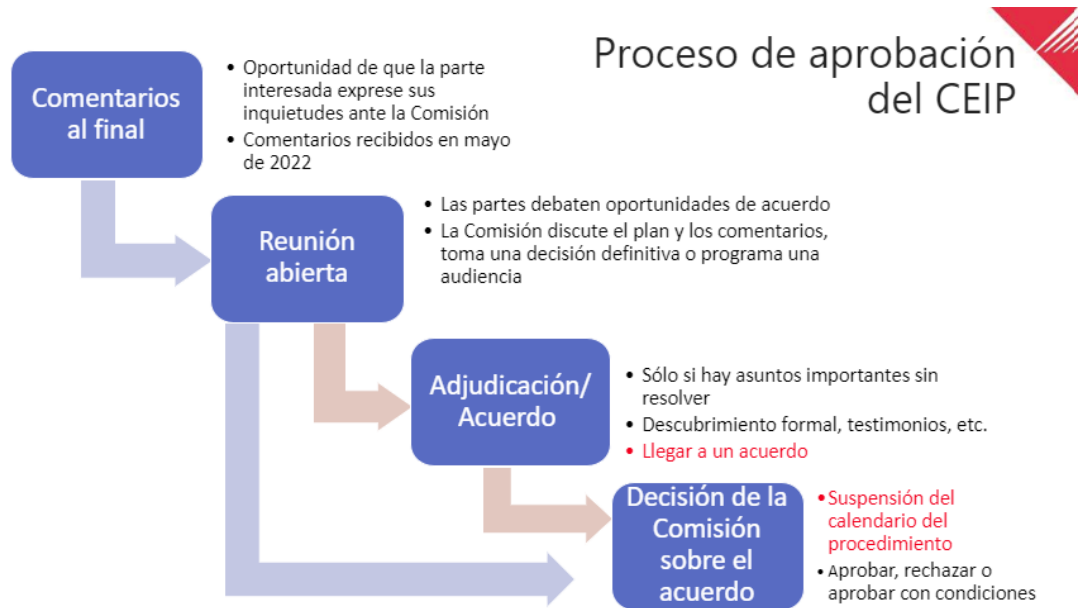 Proceso de aprobación
del CEIP
Comentarios
al final
• Oportunidad de que la parte
interesada exprese sus
inquietudes ante la Comisión
• Comentarios recibidos en mayo
de 2022
Reunión
abierta
• Las partes debaten oportunidades de acuerdo
• La Comisión discute el plan y los comentarios,
toma una decisión definitiva o programa una
audiencia
Adjudicación/
Acuerdo
• Sólo si hay asuntos importantes sin
resolver
• Descubrimiento formal, testimonios, etc.
• Llegar a un acuerdo
Decisión de la
Comisión
sobre el
acuerdo
• Suspensión del
calendario del
procedimiento
• Aprobar, rechazar o
aprobar con condiciones